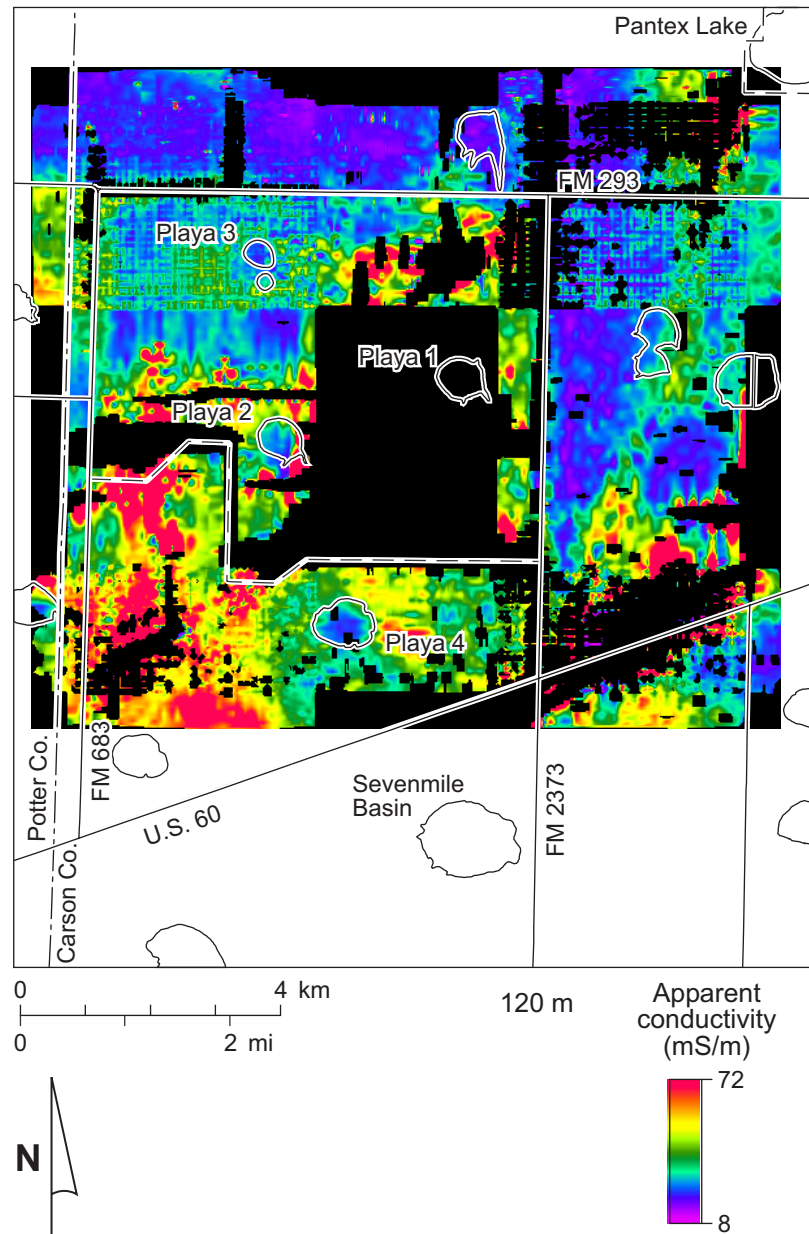 Pantex Lake
FM 293
Playa 3
Playa 1
Playa 2
Playa 4
Potter Co.
FM 683
Carson Co.
U.S. 60
Sevenmile
Basin
FM 2373
0 4 km
0 2 mi
120 m
Apparent
conductivity
(mS/m)
72
8
N